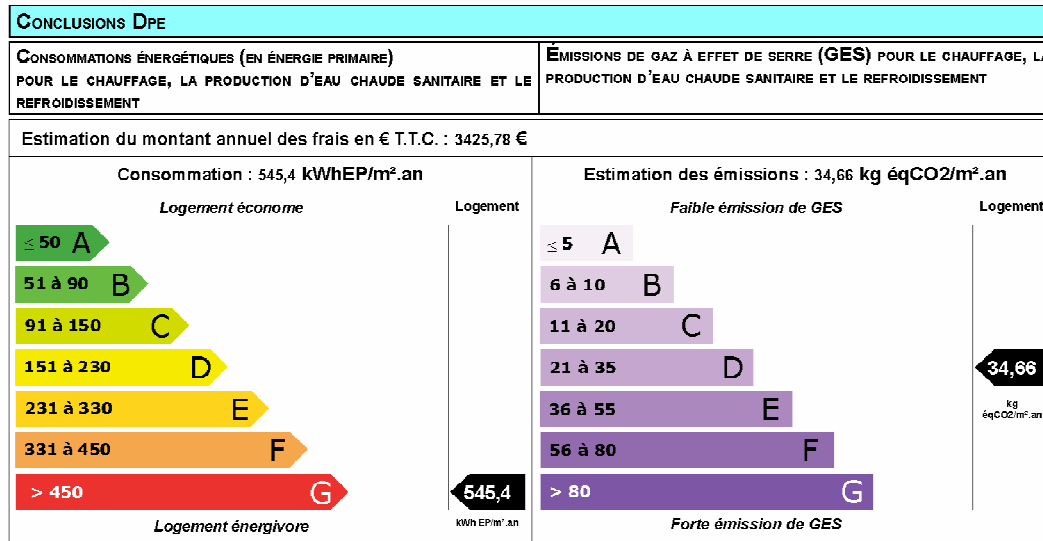 CONCLUSIONS DPE
CONSOMMATIONS ÉNERGÉTIQUES (EN ÉNERGIE PRIMAIRE)
POUR LE CHAUFFAGE, LA PRODUCTION D'EAU CHAUDE SANITAIRE ET LE
REFROIDISSEMENT
ÉMISSIONS DE GAZ À EFFET DE SERRE (GES) POUR LE CHAUFFAGE, LA
PRODUCTION D'EAU CHAUDE SANITAIRE ET LE REFROIDISSEMENT
Estimation du montant annuel des frais en € T.T.C. : 3425,78 €
Consommation : 545,4 kWhEP/m².an
Logement économe
Logement
≤ 50 A
51 à 90 B
91 à 150 C
151 à 230 D
231 à 330 E
331 à 450 F
> 450 G
545,4
kWh EP/m².an
Logement énergivore
Estimation des émissions : 34,66 kg éqCO2/m².an
Faible émission de GES
Logement
≤ 5 A
6 à 10 B
11 à 20 C
21 à 35 D
34,66
kg
éqCO2/m².an
36 à 55 E
56 à 80 F
> 80 G
Forte émission de GES